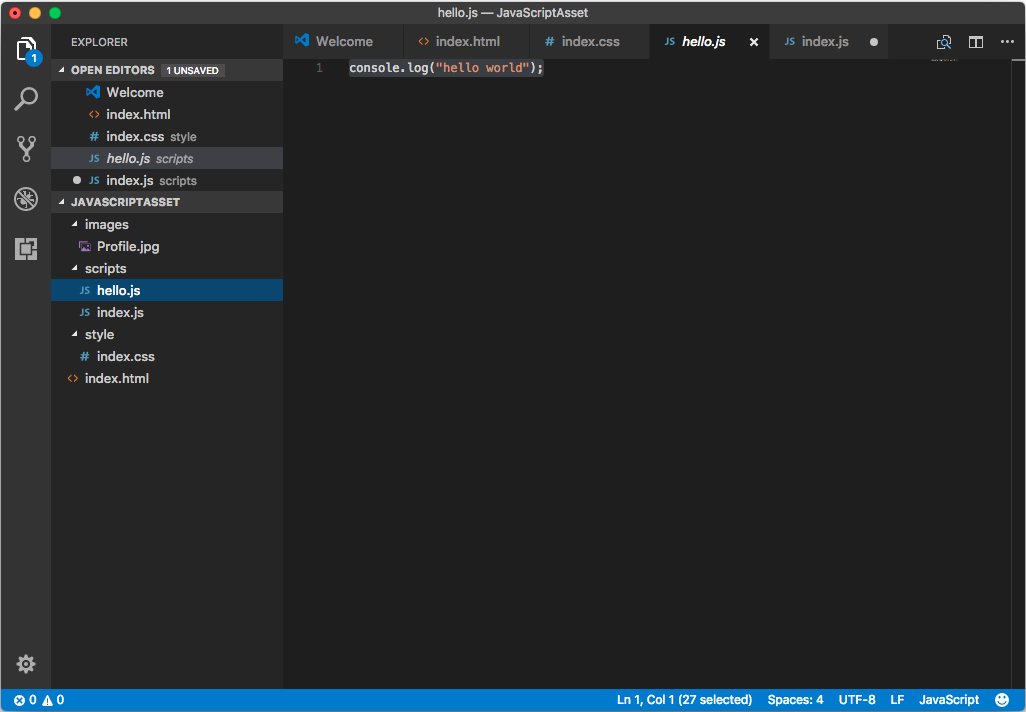 hello.js — JavaScriptAsset
EXPLORER
Welcome
index.html
# index.css
JS hello.js
JS index.js
1
OPEN EDITORS 1 UNSAVED
Welcome
<> index.html
# index.css style
JS hello.js scripts
JS index.js scripts
JAVASCRIPTASSET
images
Profile.jpg
scripts
JS hello.js
JS index.js
style
# index.css
<> index.html
1 console.log("hello world");
0 0
Ln 1, Col 1 (27 selected) Spaces: 4 UTF-8 LF JavaScript